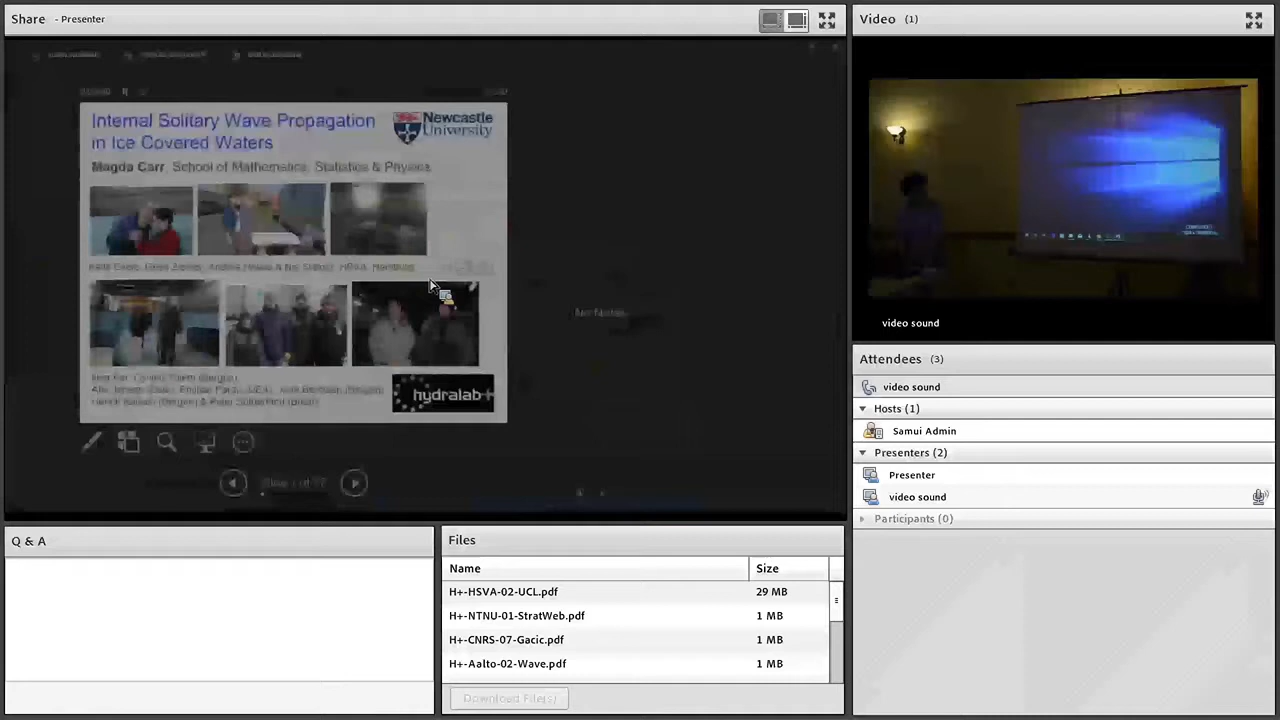 Share - Presenter
Internal Solitary Wave Propagation
in Ice Covered Waters
Newcastle
University
Magda Carr School of Mathematics, Statistics & Physics
hydralab+
Video (1)
video sound
Attendees (3)
video sound
Hosts (1)
Samui Admin
Presenters (2)
Presenter
video sound
Participants (0)
Q & A
Files
Name Size
H+-HSVA-02-UCL.pdf 29 MB
H+-NTNU-01-StratWeb.pdf 1 MB
H+-CNRS-07-Gacic.pdf 1 MB
H+-Aalto-02-Wave.pdf 1 MB
Download File(s)